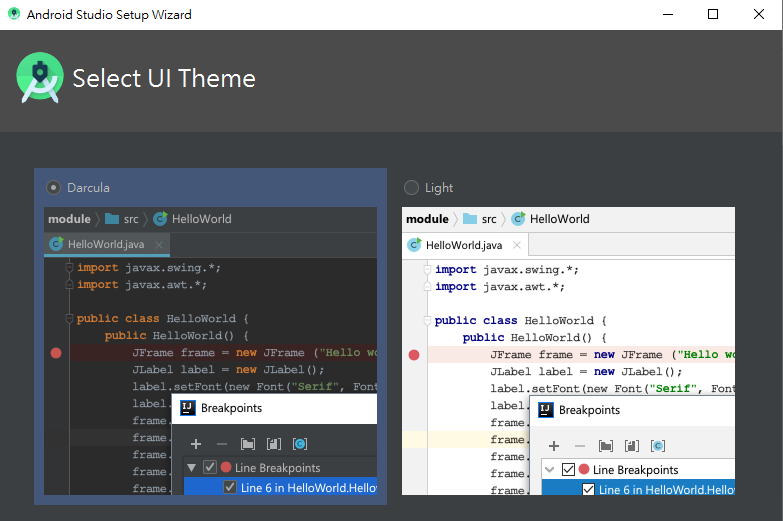 Android Studio Setup Wizard
Select UI Theme
Darcula
module src HelloWorld
HelloWorld.java
import javax.swing.*;
import javax.awt.*;
public class HelloWorld {
public HelloWorld() {
JFrame frame = new JFrame ("Hello wo
JLabel label = new JLabel();
label.setFont(new Font("Serif", Font
label.
frame.
frame.
frame.
frame.
frame.
Breakpoints
Line Breakpoints
Line 6 in HelloWorld.Hello
Light
module src HelloWorld
HelloWorld.java
import javax.swing.*;
import javax.awt.*;
public class HelloWorld {
public HelloWorld() {
JFrame frame = new JFrame ("Hello wo
JLabel label = new JLabel();
label.setFont(new Font("Serif", Font
label.
frame.
frame.
frame.
frame.
frame.
Breakpoints
Line Breakpoints
Line 6 in HelloWorld.Hello